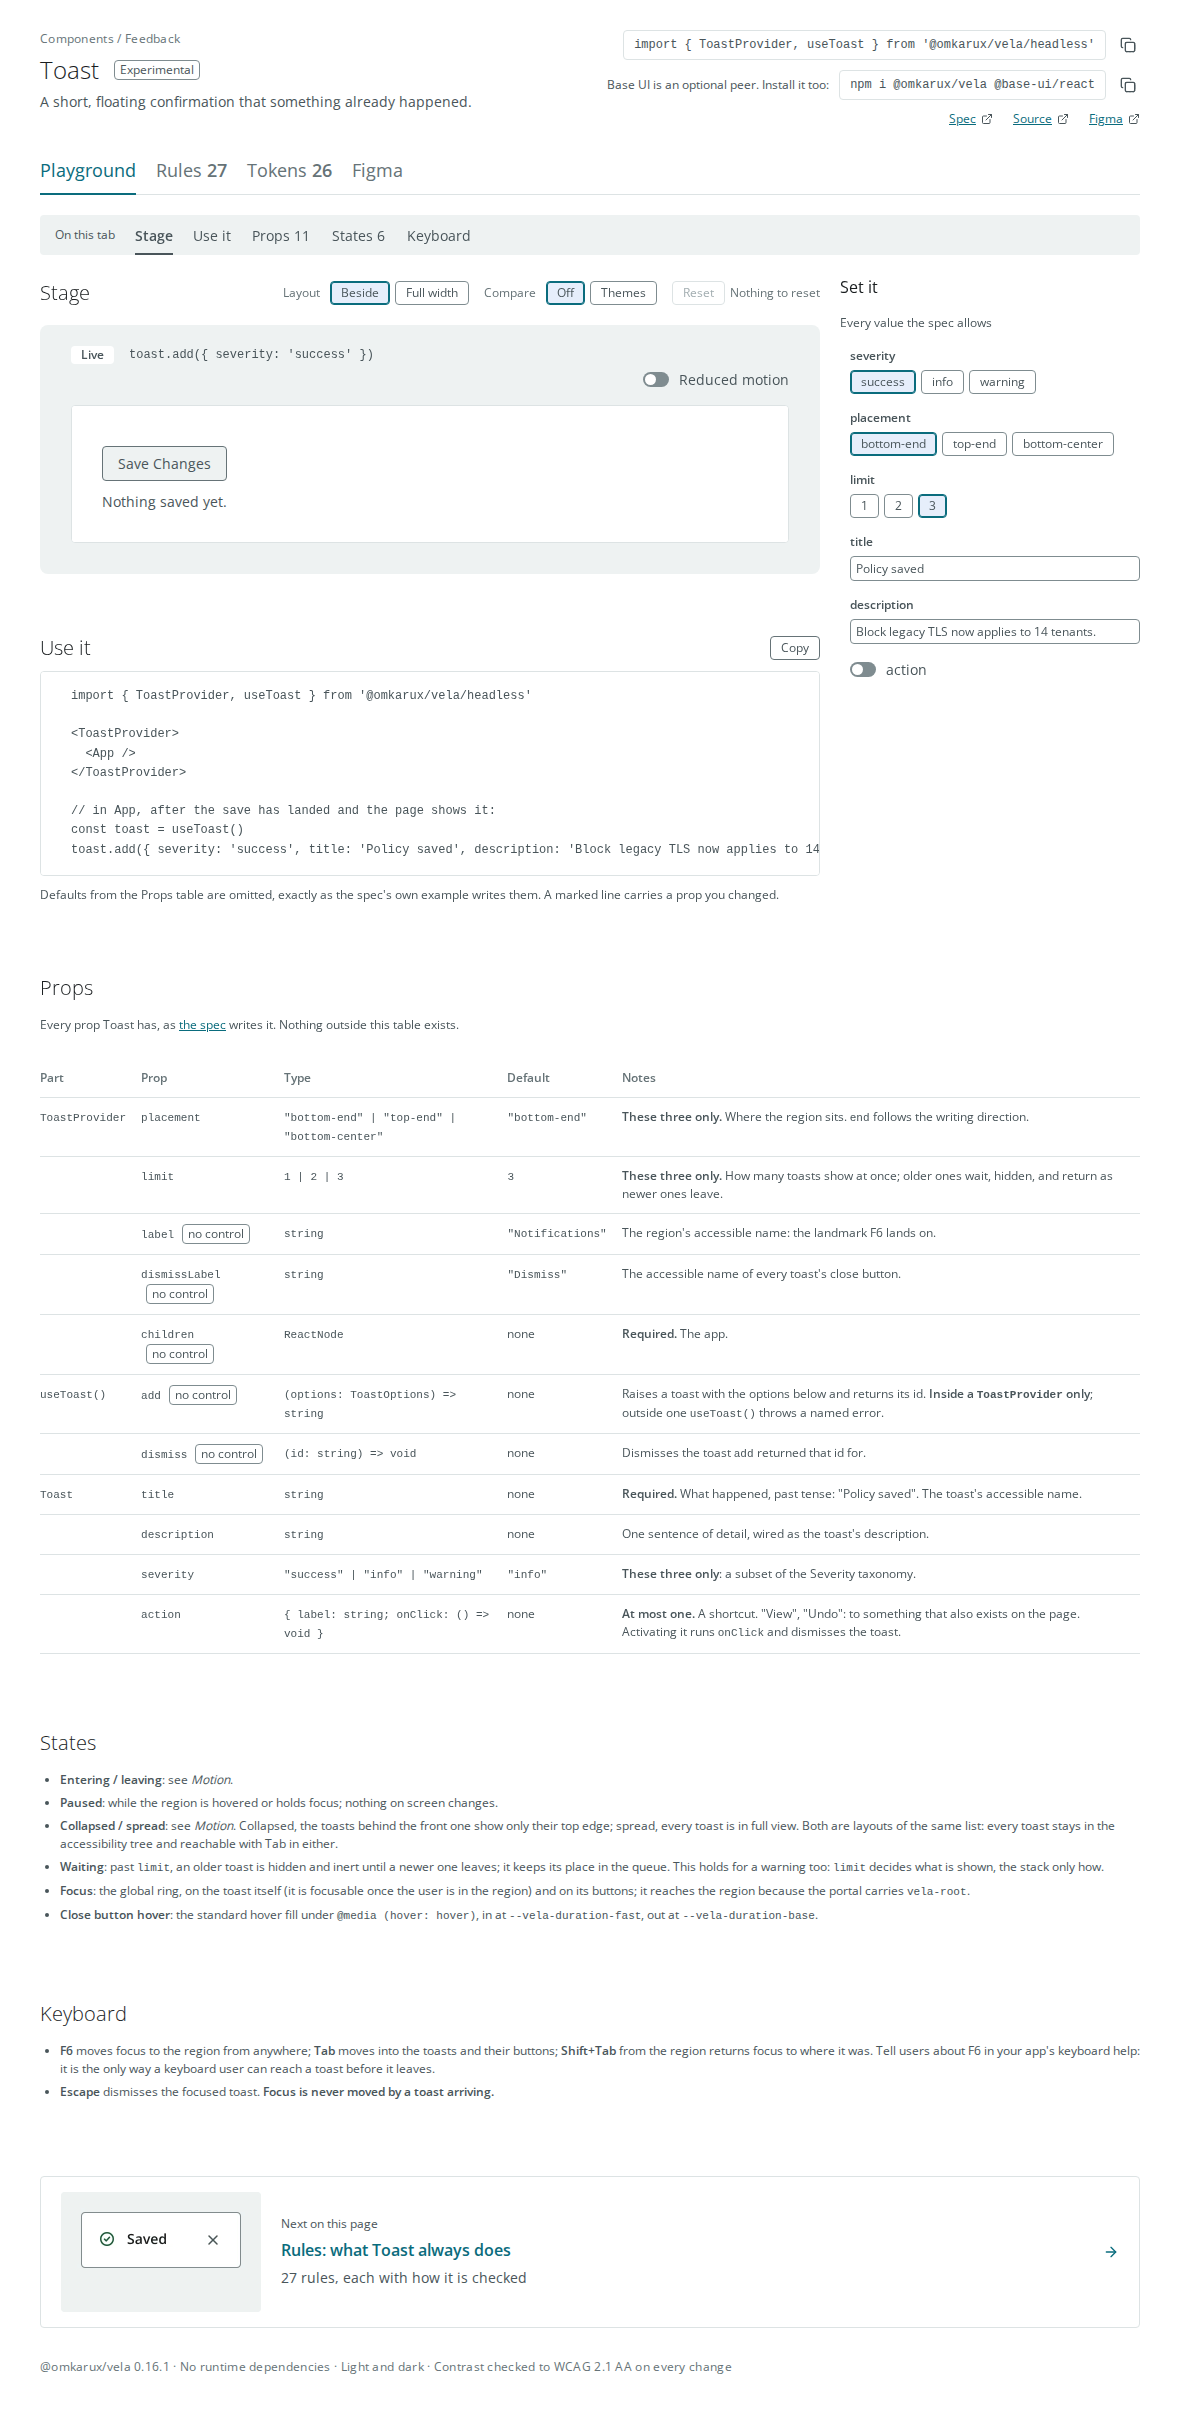 Components / Feedback
Toast Experimental
A short, floating confirmation that something already happened.
import { ToastProvider, useToast } from '@omkarux/vela/headless'
Base UI is an optional peer. Install it too: npm i @omkarux/vela @base-ui/react
Spec Source Figma
Playground Rules 27 Tokens 26 Figma
On this tab Stage Use it Props 11 States 6 Keyboard
Stage Layout Beside Full width Compare Off Themes Reset Nothing to reset
Live toast.add({ severity: 'success' })
Reduced motion
Save Changes
Nothing saved yet.
Set it
Every value the spec allows
severity
success info warning
placement
bottom-end top-end bottom-center
limit
1 2 3
title
Policy saved
description
Block legacy TLS now applies to 14 tenants.
action
Use it Copy
import { ToastProvider, useToast } from '@omkarux/vela/headless'
<ToastProvider>
<App />
</ToastProvider>
// in App, after the save has landed and the page shows it:
const toast = useToast()
toast.add({ severity: 'success', title: 'Policy saved', description: 'Block legacy TLS now applies to 14
Defaults from the Props table are omitted, exactly as the spec's own example writes them. A marked line carries a prop you changed.
Props
Every prop Toast has, as the spec writes it. Nothing outside this table exists.
Part Prop Type Default Notes
ToastProvider placement "bottom-end" | "top-end" | "bottom-end" These three only. Where the region sits. end follows the writing direction.
"bottom-center"
limit 1 | 2 | 3 3 These three only. How many toasts show at once; older ones wait, hidden, and return as
newer ones leave.
label no control string "Notifications" The region's accessible name: the landmark F6 lands on.
dismissLabel string "Dismiss" The accessible name of every toast's close button.
no control
children ReactNode none Required. The app.
no control
useToast() add no control (options: ToastOptions) => none Raises a toast with the options below and returns its id. Inside a ToastProvider only;
string outside one useToast() throws a named error.
dismiss no control (id: string) => void none Dismisses the toast add returned that id for.
Toast title string none Required. What happened, past tense: "Policy saved". The toast's accessible name.
description string none One sentence of detail, wired as the toast's description.
severity "success" | "info" | "warning" "info" These three only: a subset of the Severity taxonomy.
action { label: string; onClick: () => none At most one. A shortcut. "View", "Undo": to something that also exists on the page.
void } Activating it runs onClick and dismisses the toast.
States
• Entering / leaving: see Motion.
• Paused: while the region is hovered or holds focus; nothing on screen changes.
• Collapsed / spread: see Motion. Collapsed, the toasts behind the front one show only their top edge; spread, every toast is in full view. Both are layouts of the same list: every toast stays in the
accessibility tree and reachable with Tab in either.
• Waiting: past limit, an older toast is hidden and inert until a newer one leaves; it keeps its place in the queue. This holds for a warning too: limit decides what is shown, the stack only how.
• Focus: the global ring, on the toast itself (it is focusable once the user is in the region) and on its buttons; it reaches the region because the portal carries vela-root.
• Close button hover: the standard hover fill under @media (hover: hover), in at --vela-duration-fast, out at --vela-duration-base.
Keyboard
• F6 moves focus to the region from anywhere; Tab moves into the toasts and their buttons; Shift+Tab from the region returns focus to where it was. Tell users about F6 in your app's keyboard help:
it is the only way a keyboard user can reach a toast before it leaves.
• Escape dismisses the focused toast. Focus is never moved by a toast arriving.
Saved
Next on this page
Rules: what Toast always does
27 rules, each with how it is checked
@omkarux/vela 0.16.1 · No runtime dependencies · Light and dark · Contrast checked to WCAG 2.1 AA on every change